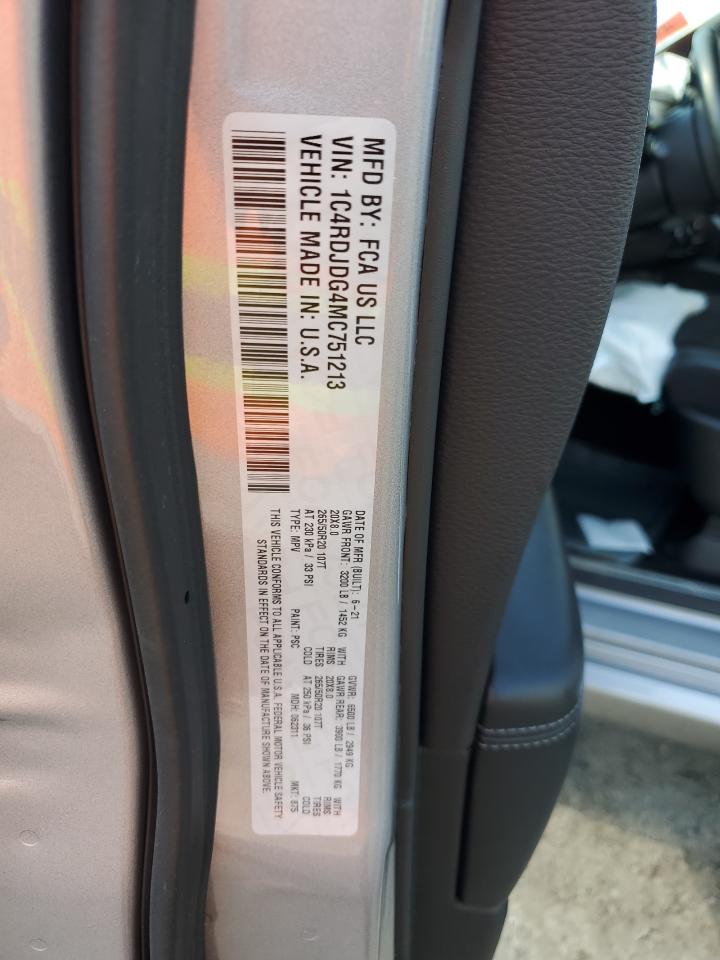 MFD BY: FCA US LLC
VIN: 1C4RDJDG4MC751213
VEHICLE MADE IN: U.S.A.
DATE OF MFR (BUILT): 6-21 GVWR: 6500 LB / 2949 KG
GAWR FRONT: 3200 LB / 1452 KG WITH GAWR REAR: 3900 LB / 1770 KG WITH
20X8.0 RIMS 20X8.0 RIMS
265/50R20 107T TIRES 265/50R20 107T TIRES
AT 230 kPa / 33 PSI COLD AT 250 kPa / 36 PSI COLD
TYPE: MPV PAINT: PSC MDH: 062311 MKT: 875
THIS VEHICLE CONFORMS TO ALL APPLICABLE U.S.A. FEDERAL MOTOR VEHICLE SAFETY
STANDARDS IN EFFECT ON THE DATE OF MANUFACTURE SHOWN ABOVE.